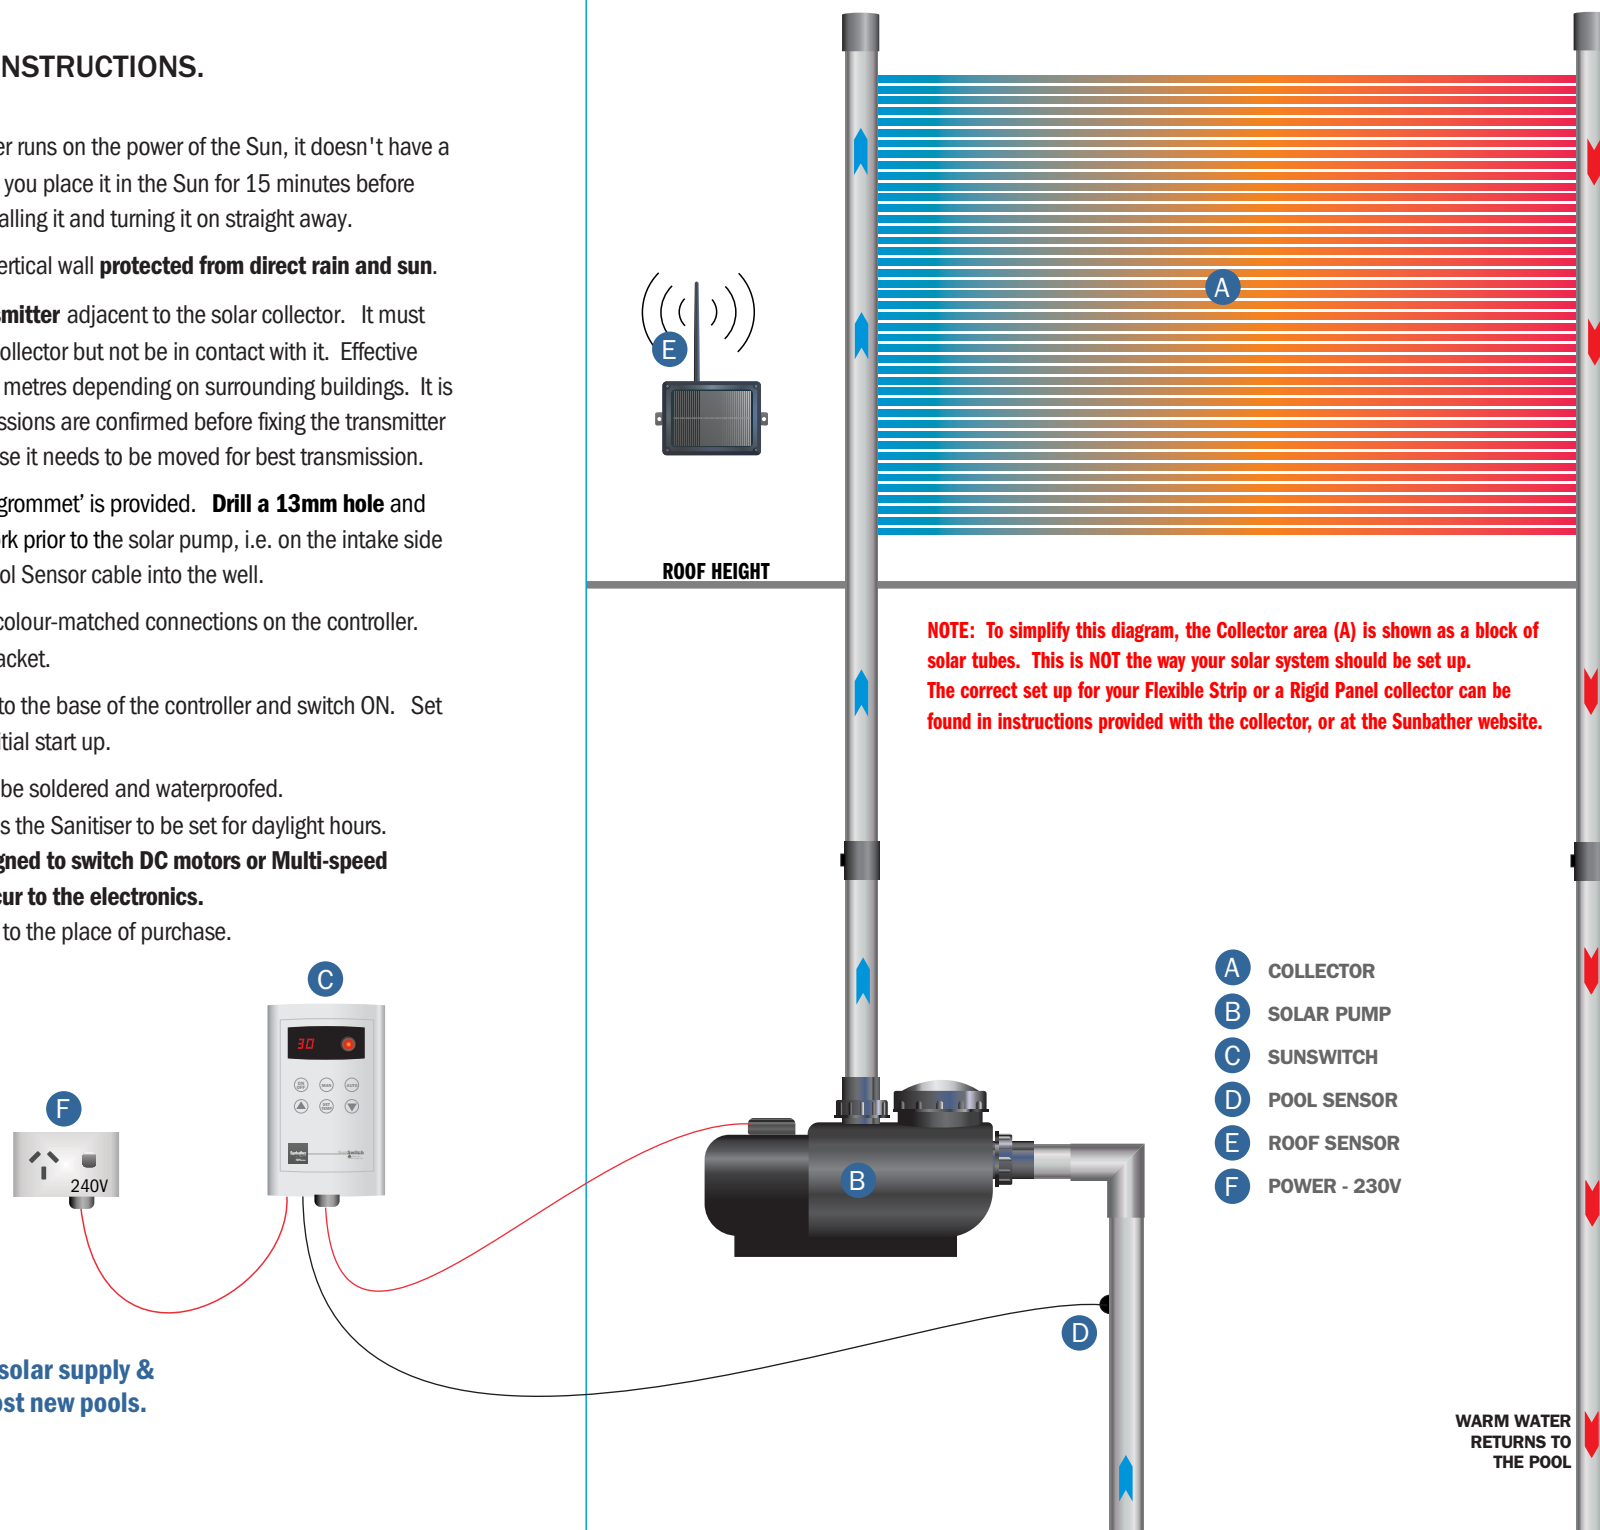 NSTRUCTIONS.
er runs on the power of the Sun, it doesn't have a
you place it in the Sun for 15 minutes before
alling it and turning it on straight away.
ertical wall protected from direct rain and sun.
smitter adjacent to the solar collector. It must
ollector but not be in contact with it. Effective
metres depending on surrounding buildings. It is
ssions are confirmed before fixing the transmitter
se it needs to be moved for best transmission.
grommet' is provided. Drill a 13mm hole and
rk prior to the solar pump, i.e. on the intake side
ol Sensor cable into the well.
colour-matched connections on the controller.
acket.
to the base of the controller and switch ON. Set
itial start up.
be soldered and waterproofed.
s the Sanitiser to be set for daylight hours.
gned to switch DC motors or Multi-speed
cur to the electronics.
to the place of purchase.
C
30
ON OFF
MAN
AUTO
SET TEMP
F
240V
solar supply &
ost new pools.
E
A
ROOF HEIGHT
NOTE: To simplify this diagram, the Collector area (A) is shown as a block of
solar tubes. This is NOT the way your solar system should be set up.
The correct set up for your Flexible Strip or a Rigid Panel collector can be
found in instructions provided with the collector, or at the Sunbather website.
A COLLECTOR
B SOLAR PUMP
C SUNSWITCH
D POOL SENSOR
E ROOF SENSOR
F POWER - 230V
B
D
WARM WATER
RETURNS TO
THE POOL